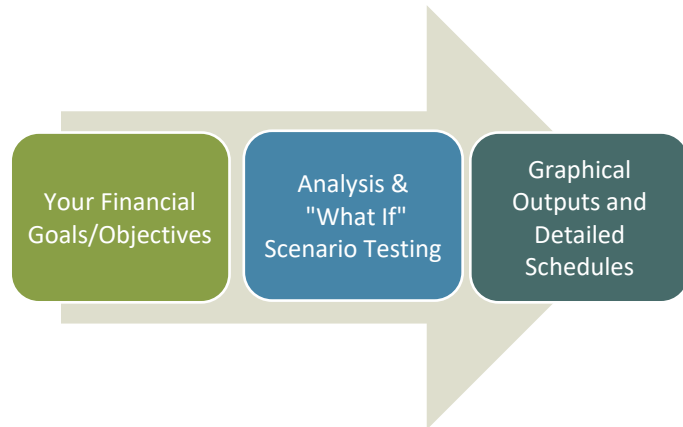 Your Financial
Goals/Objectives
Analysis &
"What If"
Scenario Testing
Graphical
Outputs and
Detailed
Schedules